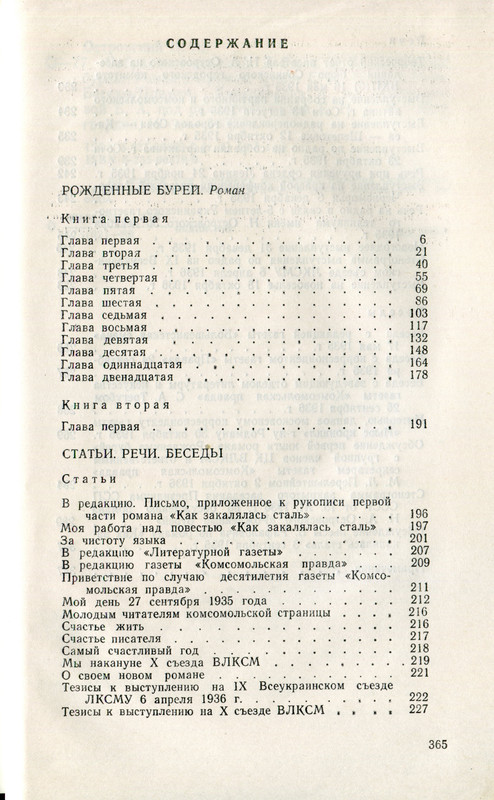 СОДЕРЖАНИЕ
РОЖДЕННЫЕ БУРЕЙ. Роман
Книга первая
Глава первая . . . . . . . . . . . 6
Глава вторая . . . . . . . . . . . 21
Глава третья . . . . . . . . . . . 40
Глава четвертая . . . . . . . . . . 55
Глава пятая . . . . . . . . . . . 69
Глава шестая . . . . . . . . . . . 86
Глава седьмая . . . . . . . . . . . 103
Глава восьмая . . . . . . . . . . . 117
Глава девятая . . . . . . . . . . . 132
Глава десятая . . . . . . . . . . . 148
Глава одиннадцатая . . . . . . . . . 164
Глава двенадцатая . . . . . . . . . . 178
Книга вторая
Глава первая . . . . . . . . . . . 191
СТАТЬИ. РЕЧИ. БЕСЕДЫ
Статьи
В редакцию. Письмо, приложенное к рукописи первой
части романа «Как закалялась сталь» . . . . . 196
Моя работа над повестью «Как закалялась сталь» . 197
За чистоту языка . . . . . . . . . . 201
В редакцию «Литературной газеты» . . . . . 207
В редакцию газеты «Комсомольская правда» . . . 209
Приветствие по случаю десятилетия газеты «Комсо-
мольская правда» . . . . . . . . . . 211
Мой день 27 сентября 1935 года . . . . . . 212
Молодым читателям комсомольской страницы . . . 216
Счастье жить . . . . . . . . . . . 216
Счастье писателя . . . . . . . . . . 217
Самый счастливый год . . . . . . . . . 218
Мы накануне X съезда ВЛКСМ . . . . . . . 219
О своем новом романе . . . . . . . . . 221
Тезисы к выступлению на IX Всеукраинском съезде
ЛКСМУ 6 апреля 1936 г. . . . . . . . . 222
Тезисы к выступлению на X съезде ВЛКСМ . . . . 227
365